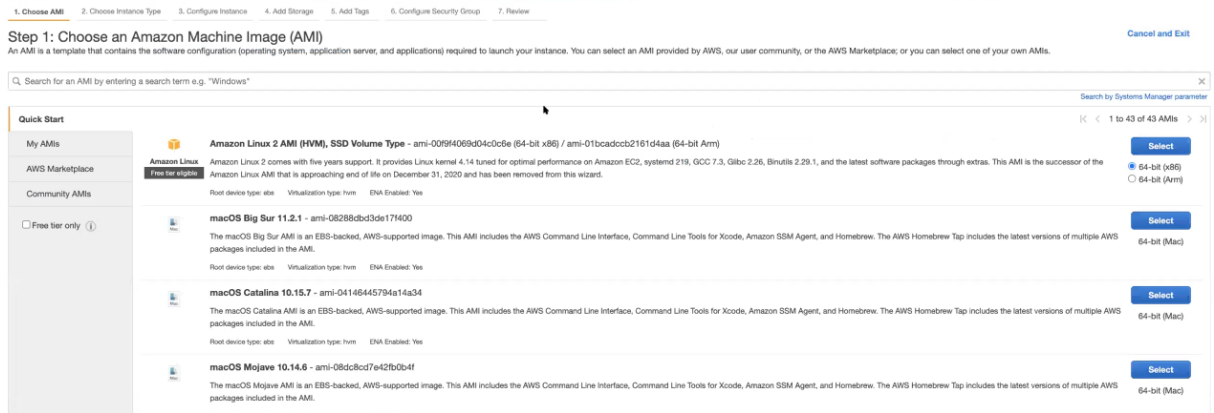 1. Choose AMI 2. Choose Instance Type 3. Configure Instance 4. Add Storage 5. Add Tags 6. Configure Security Group 7. Review
Step 1: Choose an Amazon Machine Image (AMI)
Cancel and Exit
An AMI is a template that contains the software configuration (operating system, application server, and applications) required to launch your instance. You can select an AMI provided by AWS, our user community, or the AWS Marketplace; or you can select one of your own AMIs.
Search for an AMI by entering a search term e.g. "Windows"
Search by Systems Manager parameter
Quick Start
1 to 43 of 43 AMIs
My AMIs
AWS Marketplace
Community AMIs
Free tier only
Amazon Linux
Free tier eligible
Amazon Linux 2 AMI (HVM), SSD Volume Type - ami-00f9f4069d04c0c6e (64-bit x86) / ami-01bcadccb2161d4aa (64-bit Arm)
Amazon Linux 2 comes with five years support. It provides Linux kernel 4.14 tuned for optimal performance on Amazon EC2, systemd 219, GCC 7.3, Glibc 2.26, Binutils 2.29.1, and the latest software packages through extras. This AMI is the successor of the
Amazon Linux AMI that is approaching end of life on December 31, 2020 and has been removed from this wizard.
Root device type: ebs Virtualization type: hvm ENA Enabled: Yes
Select
64-bit (x86)
64-bit (Arm)
Mac
macOS Big Sur 11.2.1 - ami-08288dbd3de17f400
The macOS Big Sur AMI is an EBS-backed, AWS-supported image. This AMI includes the AWS Command Line Interface, Command Line Tools for Xcode, Amazon SSM Agent, and Homebrew. The AWS Homebrew Tap includes the latest versions of multiple AWS
packages included in the AMI.
Root device type: ebs Virtualization type: hvm ENA Enabled: Yes
Select
64-bit (Mac)
Mac
macOS Catalina 10.15.7 - ami-04146445794a14a34
The macOS Catalina AMI is an EBS-backed, AWS-supported image. This AMI includes the AWS Command Line Interface, Command Line Tools for Xcode, Amazon SSM Agent, and Homebrew. The AWS Homebrew Tap includes the latest versions of multiple AWS
packages included in the AMI.
Root device type: ebs Virtualization type: hvm ENA Enabled: Yes
Select
64-bit (Mac)
Mac
macOS Mojave 10.14.6 - ami-08dc8cd7e42fb0b4f
The macOS Mojave AMI is an EBS-backed, AWS-supported image. This AMI includes the AWS Command Line Interface, Command Line Tools for Xcode, Amazon SSM Agent, and Homebrew. The AWS Homebrew Tap includes the latest versions of multiple AWS
packages included in the AMI.
Select
64-bit (Mac)